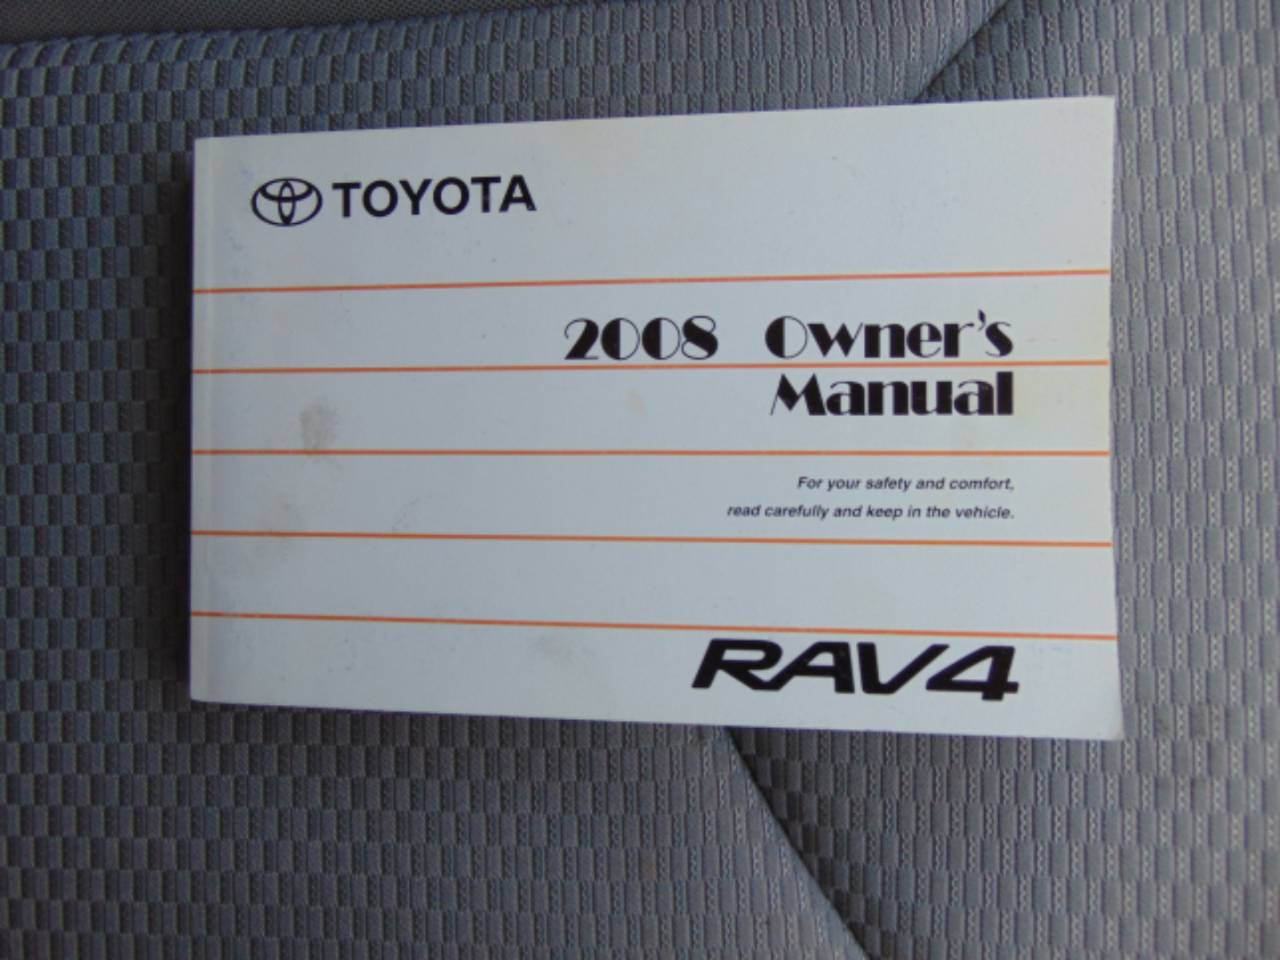 TOYOTA
2008 Owner's
Manual
For your safety and comfort,
read carefully and keep in the vehicle.
RAV4